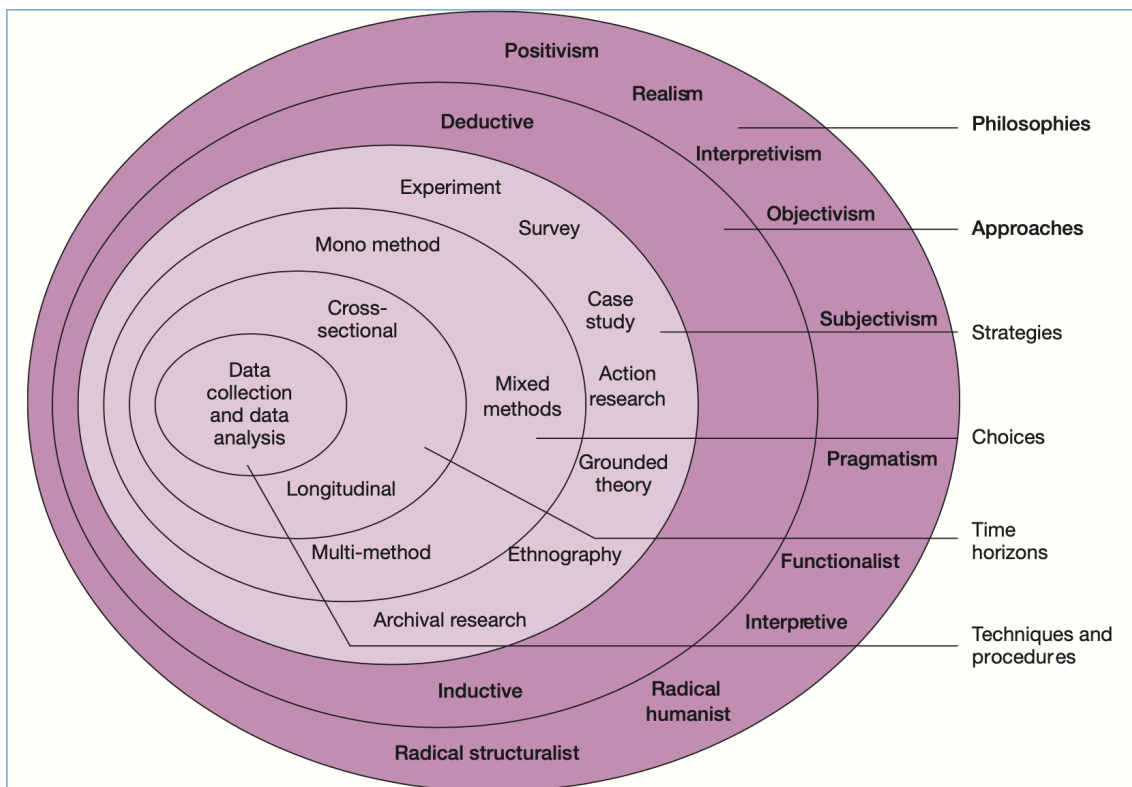 Positivism
Realism
Philosophies
Deductive
Interpretivism
Experiment
Objectivism
Approaches
Survey
Mono method
Case
study
Cross-
sectional
Subjectivism
Strategies
Data
collection
and data
analysis
Mixed
methods
Action
research
Choices
Pragmatism
Grounded
theory
Longitudinal
Time
horizons
Multi-method
Ethnography
Functionalist
Archival research
Interpretive
Techniques and
procedures
Inductive
Radical
humanist
Radical structuralist